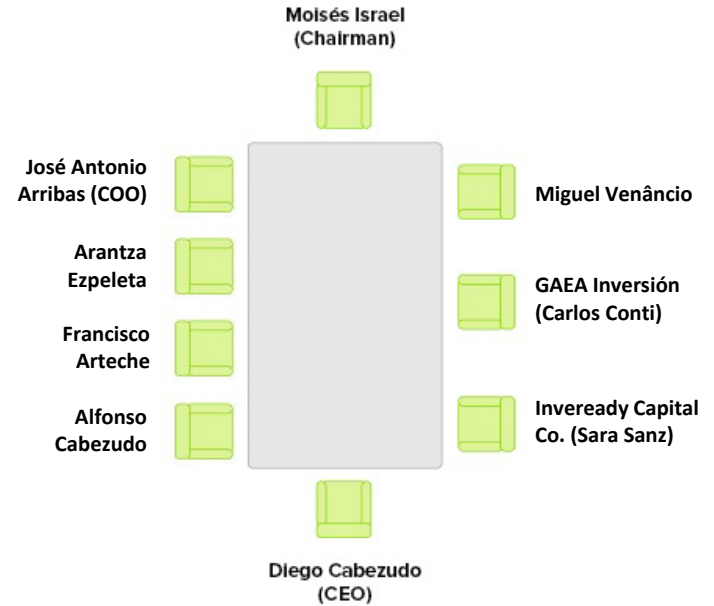 Moisés Israel
(Chairman)
José Antonio
Arribas (COO)
Miguel Venâncio
Arantza
Ezpeleta
GAEA Inversión
(Carlos Conti)
Francisco
Arteche
Alfonso
Cabezudo
Inveready Capital
Co. (Sara Sanz)
Diego Cabezudo
(CEO)